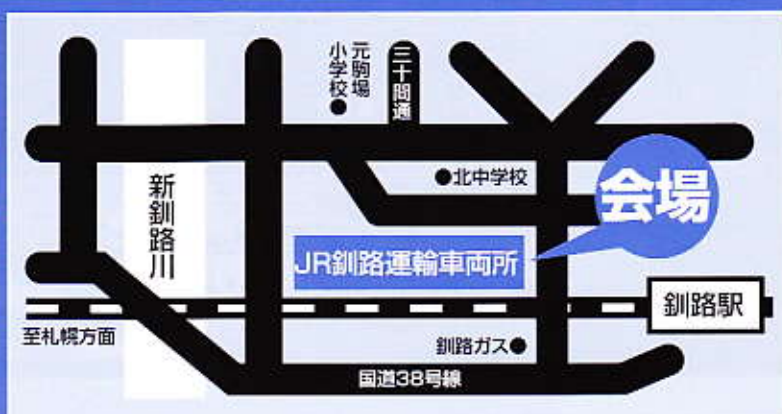 元駒場
小学校●
三十間通
●北中学校
新釧路川
会場
JR釧路運輸車両所
釧路駅
至札幌方面
釧路ガス●
国道38号線